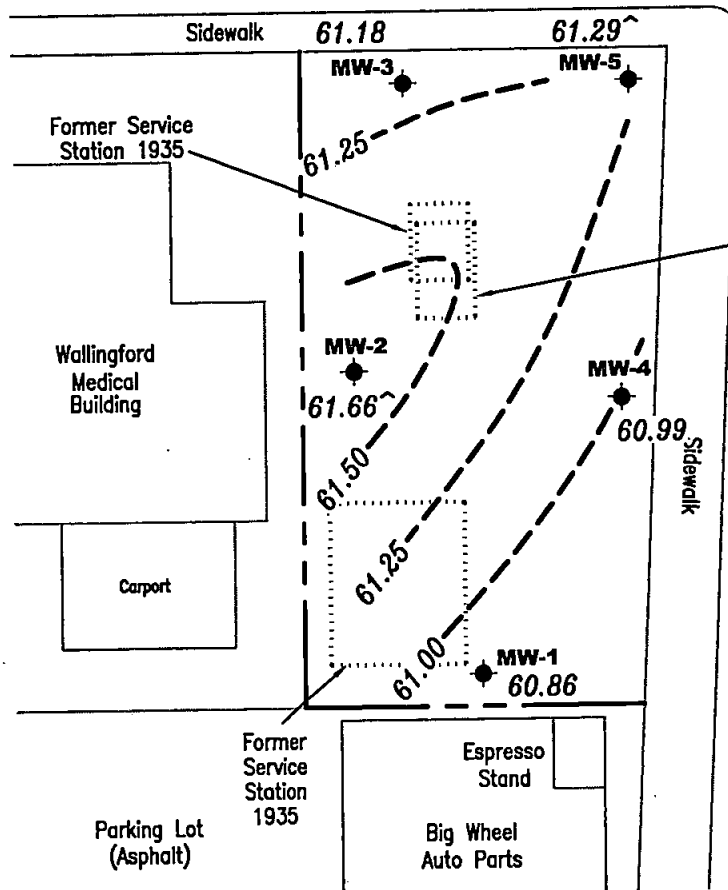 Sidewalk
61.18
61.29^
MW-3
MW-5
Former Service
Station 1935
61.25
Wallingford
Medical
Building
MW-2
61.66^
MW-4
60.99
Sidewalk
61.50
61.25
Carport
61.00
MW-1
60.86
Former
Service
Station
1935
Espresso
Stand
Parking Lot
(Asphalt)
Big Wheel
Auto Parts